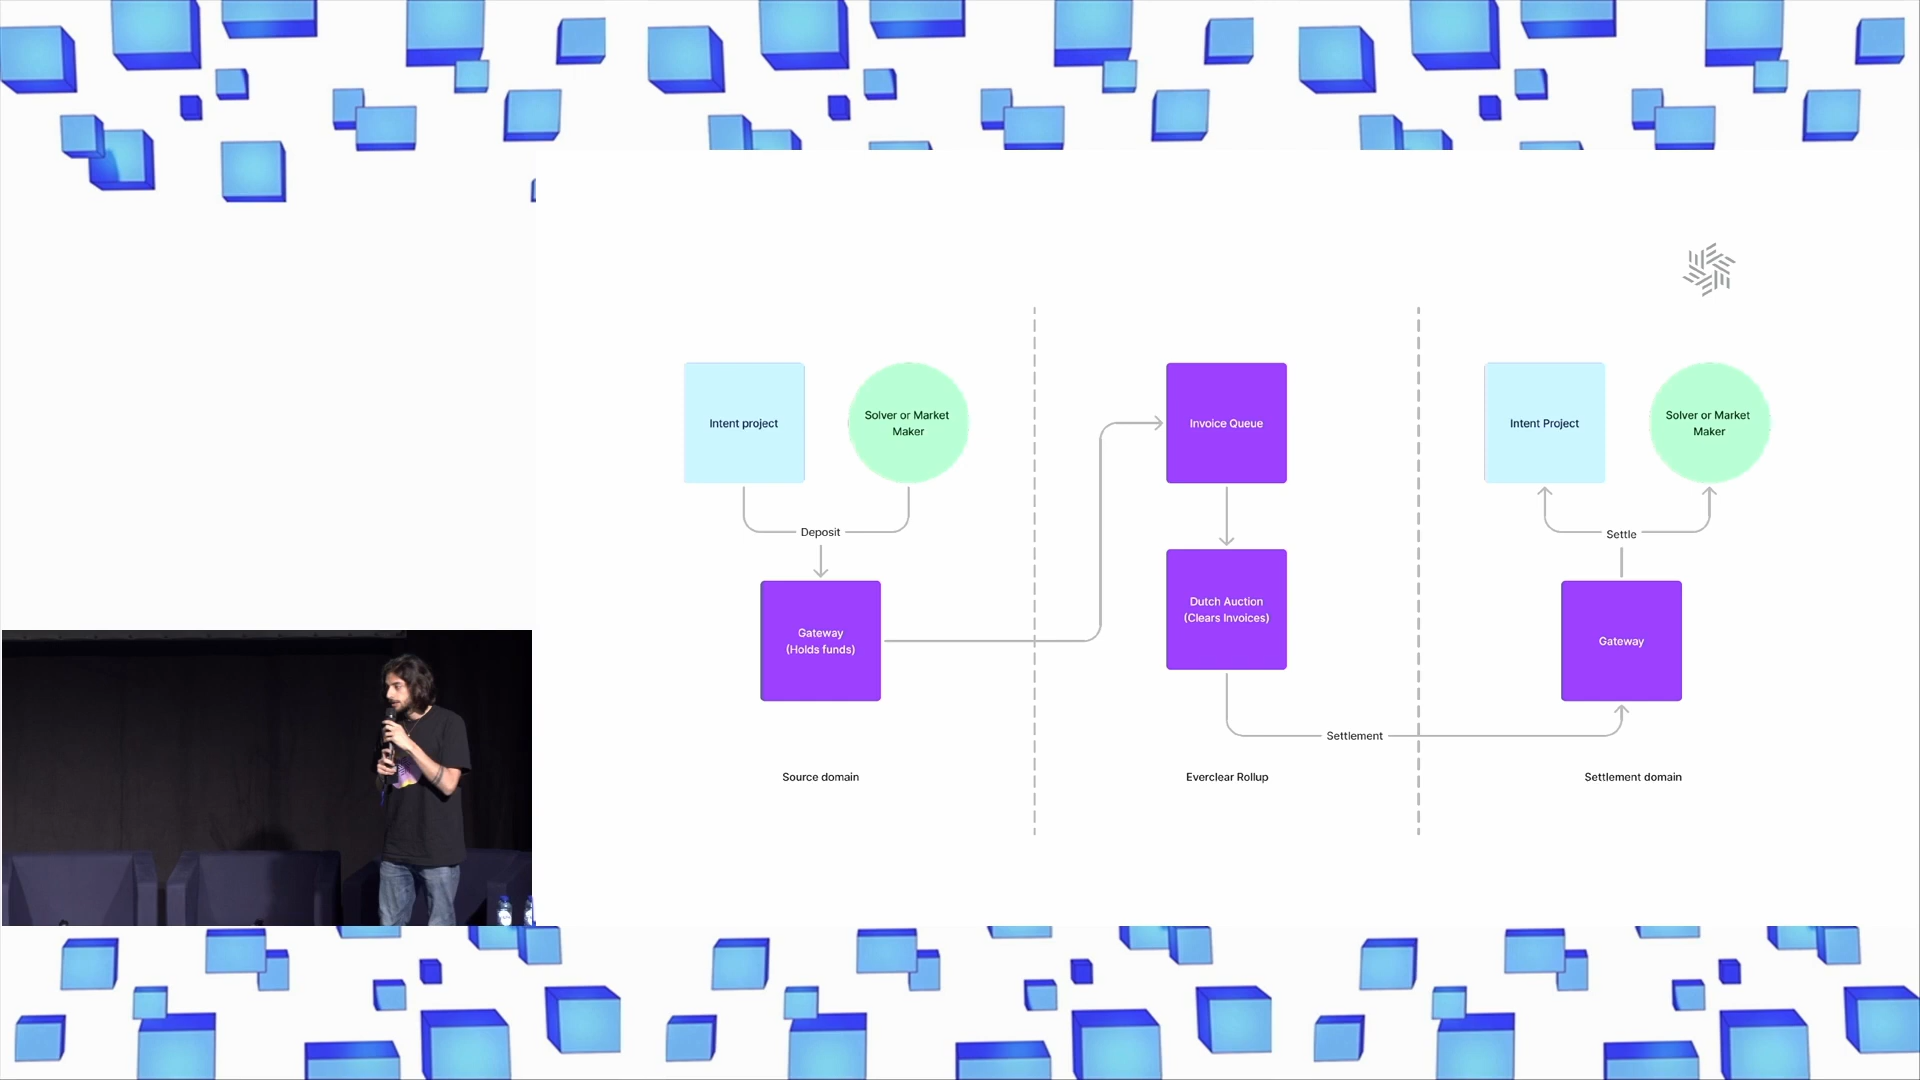 Intent project
Solver or Market
Maker
Deposit
Gateway
(Holds funds)
Source domain
Invoice Queue
Dutch Auction
(Clears Invoices)
Settlement
Everclear Rollup
Intent Project
Solver or Market
Maker
Settle
Gateway
Settlement domain